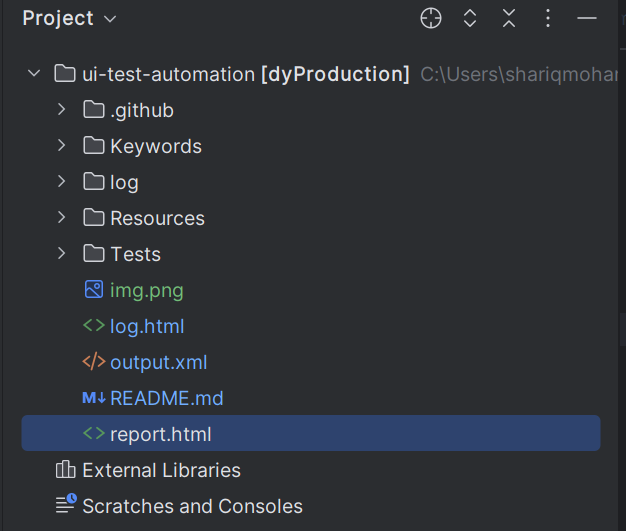 Project
ui-test-automation [dyProduction] C:\Users\shariqmohar
.github
Keywords
log
Resources
Tests
img.png
log.html
output.xml
M↓ README.md
report.html
External Libraries
Scratches and Consoles